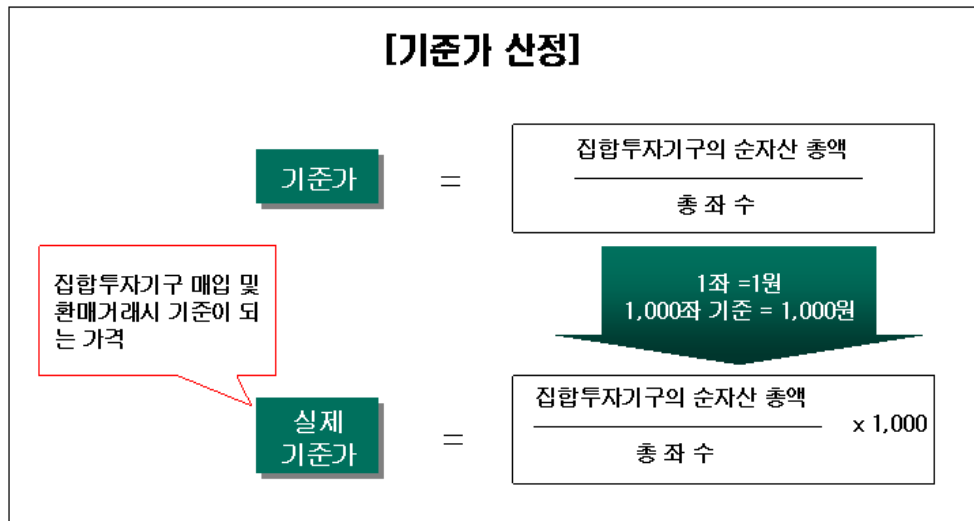 [기준가 산정]
기준가
=
집합투자기구의 순자산 총액
총 좌 수
집합투자기구 매입 및
환매거래시 기준이 되
는 가격
1좌 =1원
1,000좌 기준 = 1,000원
실제
기준가
=
집합투자기구의 순자산 총액
총 좌 수
x 1,000